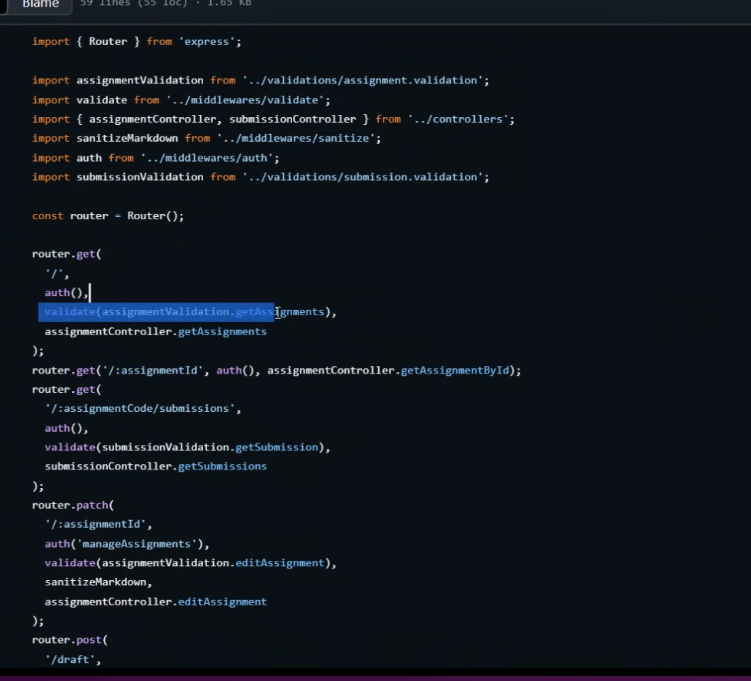 Blame 59 lines (55 loc) · 1.65 KB
import { Router } from 'express';
import assignmentValidation from '../validations/assignment.validation';
import validate from '../middlewares/validate';
import { assignmentController, submissionController } from '../controllers';
import sanitizeMarkdown from '../middlewares/sanitize';
import auth from '../middlewares/auth';
import submissionValidation from '../validations/submission.validation';
const router = Router();
router.get(
'/',
auth(),
validate(assignmentValidation.getAssignments),
assignmentController.getAssignments
);
router.get('/:assignmentId', auth(), assignmentController.getAssignmentById);
router.get(
'/:assignmentCode/submissions',
auth(),
validate(submissionValidation.getSubmission),
submissionController.getSubmissions
);
router.patch(
'/:assignmentId',
auth('manageAssignments'),
validate(assignmentValidation.editAssignment),
sanitizeMarkdown,
assignmentController.editAssignment
);
router.post(
'/draft',